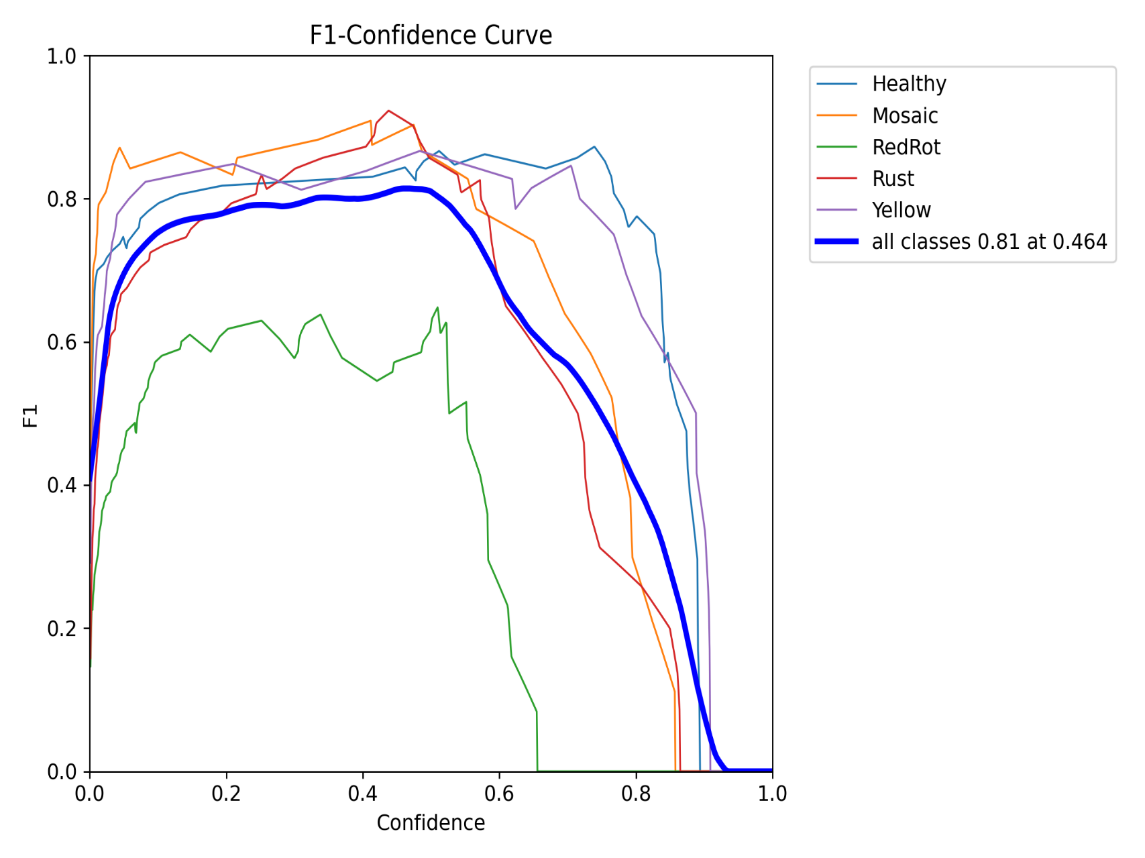 F1-Confidence Curve
1.0
0.8
0.6
0.4
0.2
0.0
F1
0.0 0.2 0.4 0.6 0.8 1.0
Confidence
Healthy
Mosaic
RedRot
Rust
Yellow
all classes 0.81 at 0.464